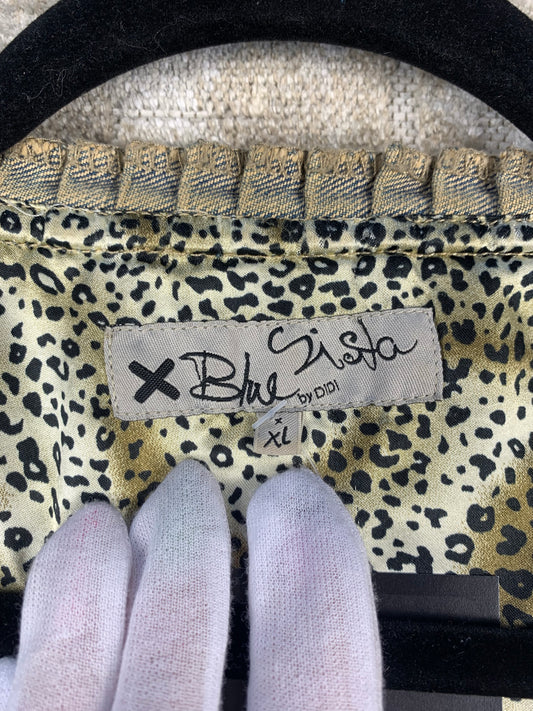 X Blue Sista
by DIDI
XL